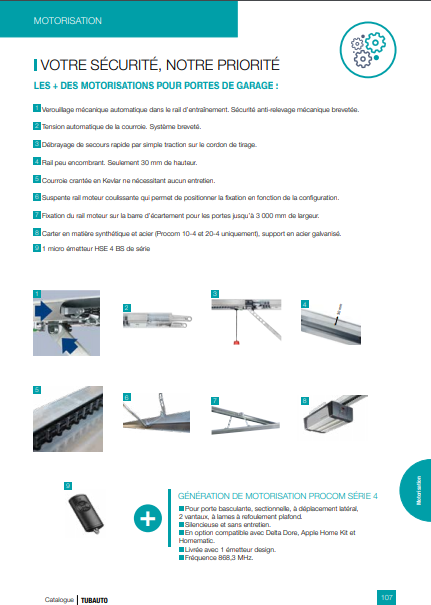 MOTORISATION
VOTRE SÉCURITÉ, NOTRE PRIORITÉ
LES + DES MOTORISATIONS POUR PORTES DE GARAGE :
1 Verouillage mécanique automatique dans le rail d'entraînement. Sécurité anti-relevage mécanique brevetée.
2 Tension automatique de la courroie. Système breveté.
3 Débrayage de secours rapide par simple traction sur le cordon de tirage.
4 Rail peu encombrant. Seulement 30 mm de hauteur.
5 Courroie crantée en Kevlar ne nécessitant aucun entretien.
6 Suspente rail moteur coulissante qui permet de positionner la fixation en fonction de la configuration.
7 Fixation du rail moteur sur la barre d'écartement pour les portes jusqu'à 3 000 mm de largeur.
8 Carter en matière synthétique et acier (Procom 10-4 et 20-4 uniquement), support en acier galvanisé.
9 1 micro émetteur HSE 4 BS de série
1
2
3
4
5
6
7
8
9
GÉNÉRATION DE MOTORISATION PROCOM SÉRIE 4
Pour porte basculante, sectionnelle, à déplacement latéral,
2 vantaux, à lames à refoulement plafond.
Silencieuse et sans entretien.
En option compatible avec Delta Dore, Apple Home Kit et
Homematic.
Livrée avec 1 émetteur design.
Fréquence 868,3 MHz.
Motorisation
Catalogue | TUBAUTO
107